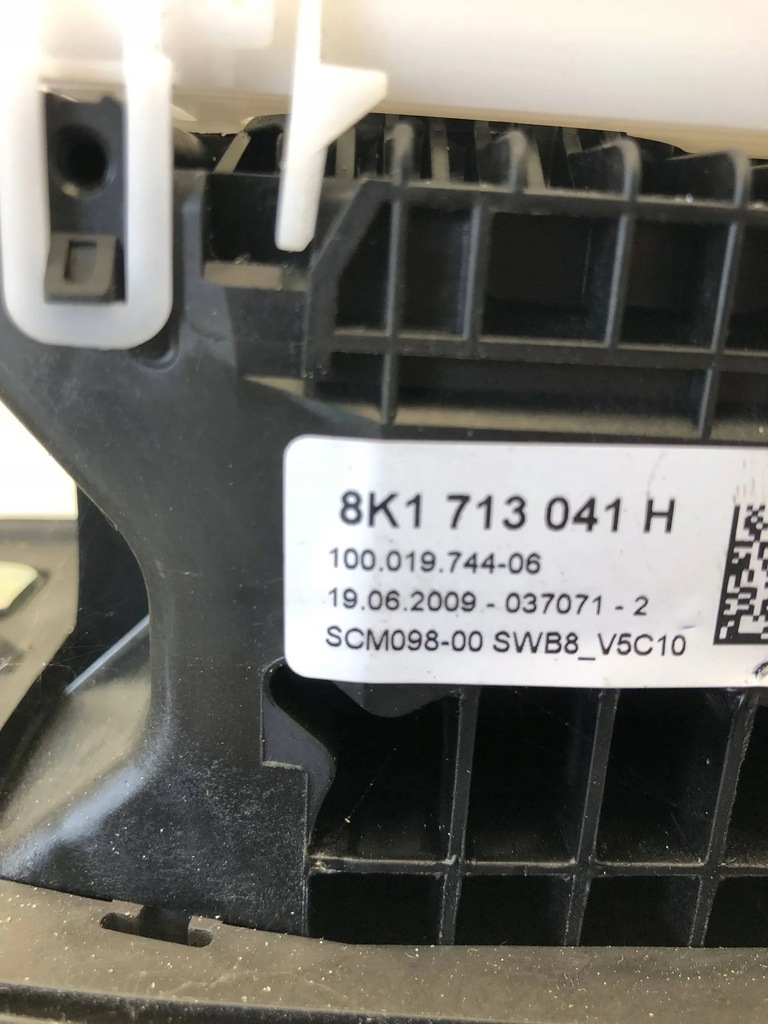 8K1 713 041 H
100.019.744-06
19.06.2009 - 037071 - 2
SCM098-00 SWB8_V5C10